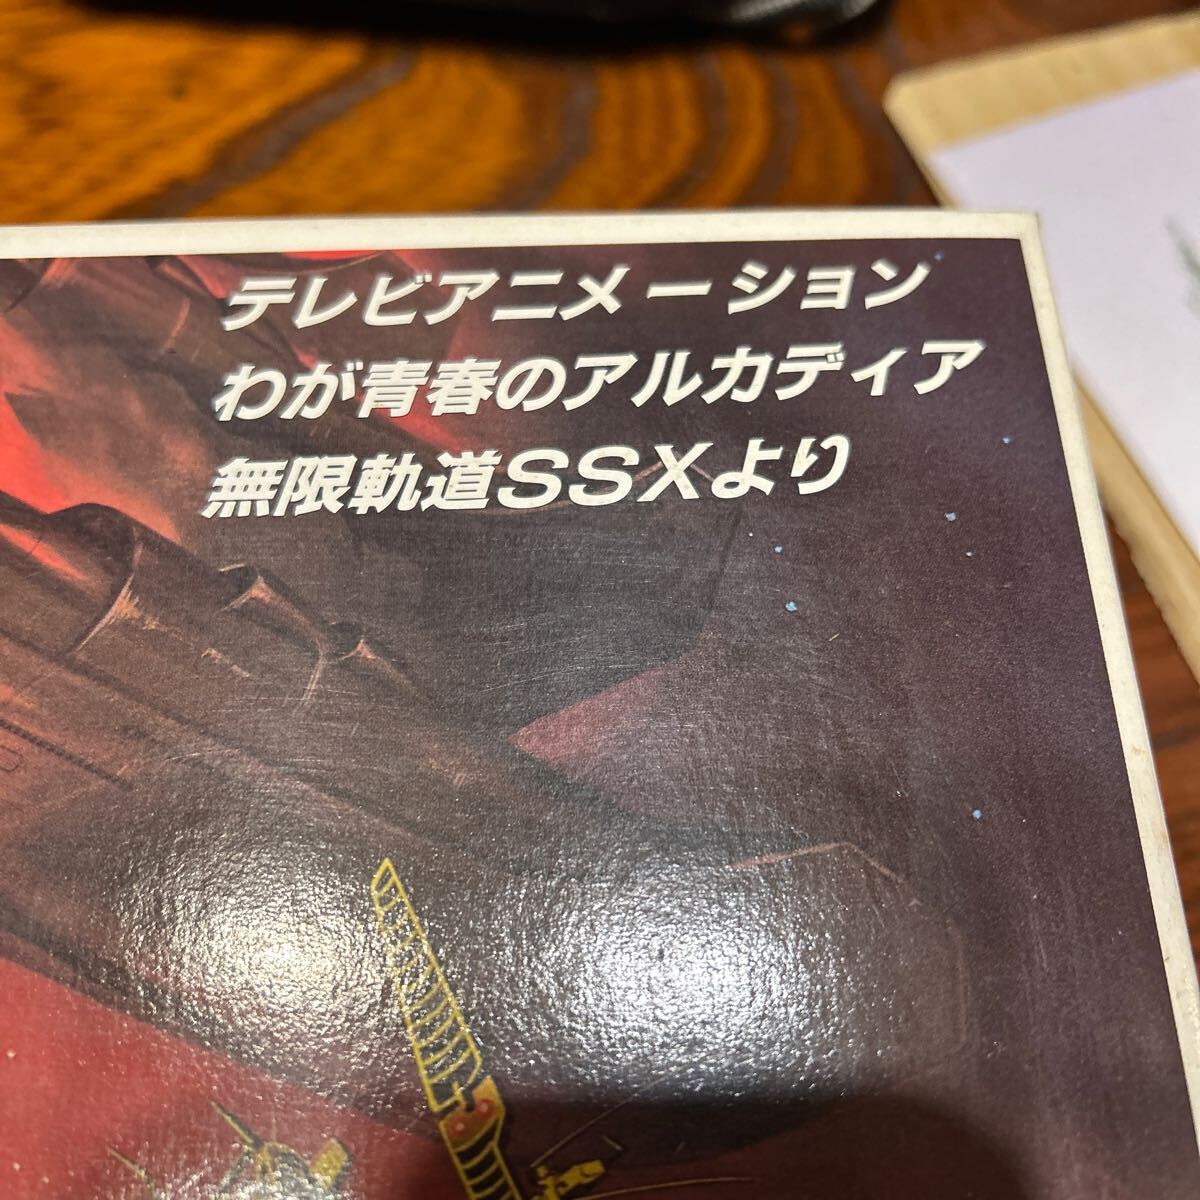 テレビアニメーション
わが青春のアルカディア
無限軌道SSXより